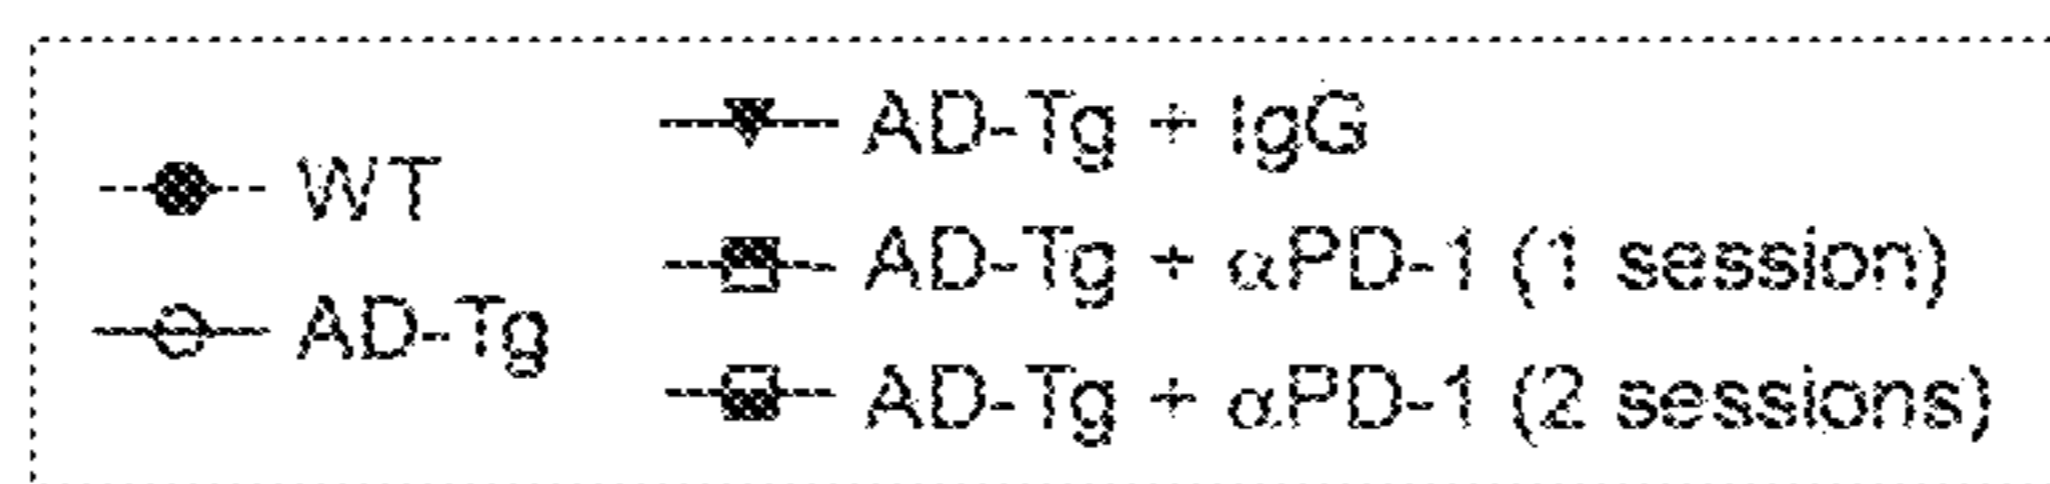 WT
AD-Tg
AD-Tg + IgG
AD-Tg + αPD-1 (1 session)
AD-Tg + αPD-1 (2 sessions)